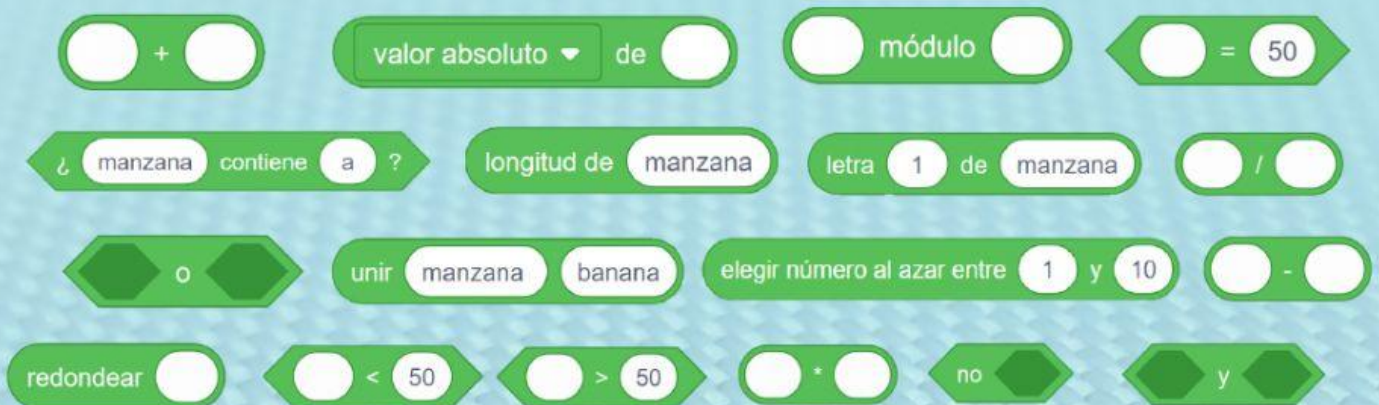 +
valor absoluto de
módulo
= 50
¿ manzana contiene a ?
longitud de manzana
letra 1 de manzana
/
o
unir manzana banana
elegir número al azar entre 1 y 10
-
redondear
< 50
> 50
*
no
y